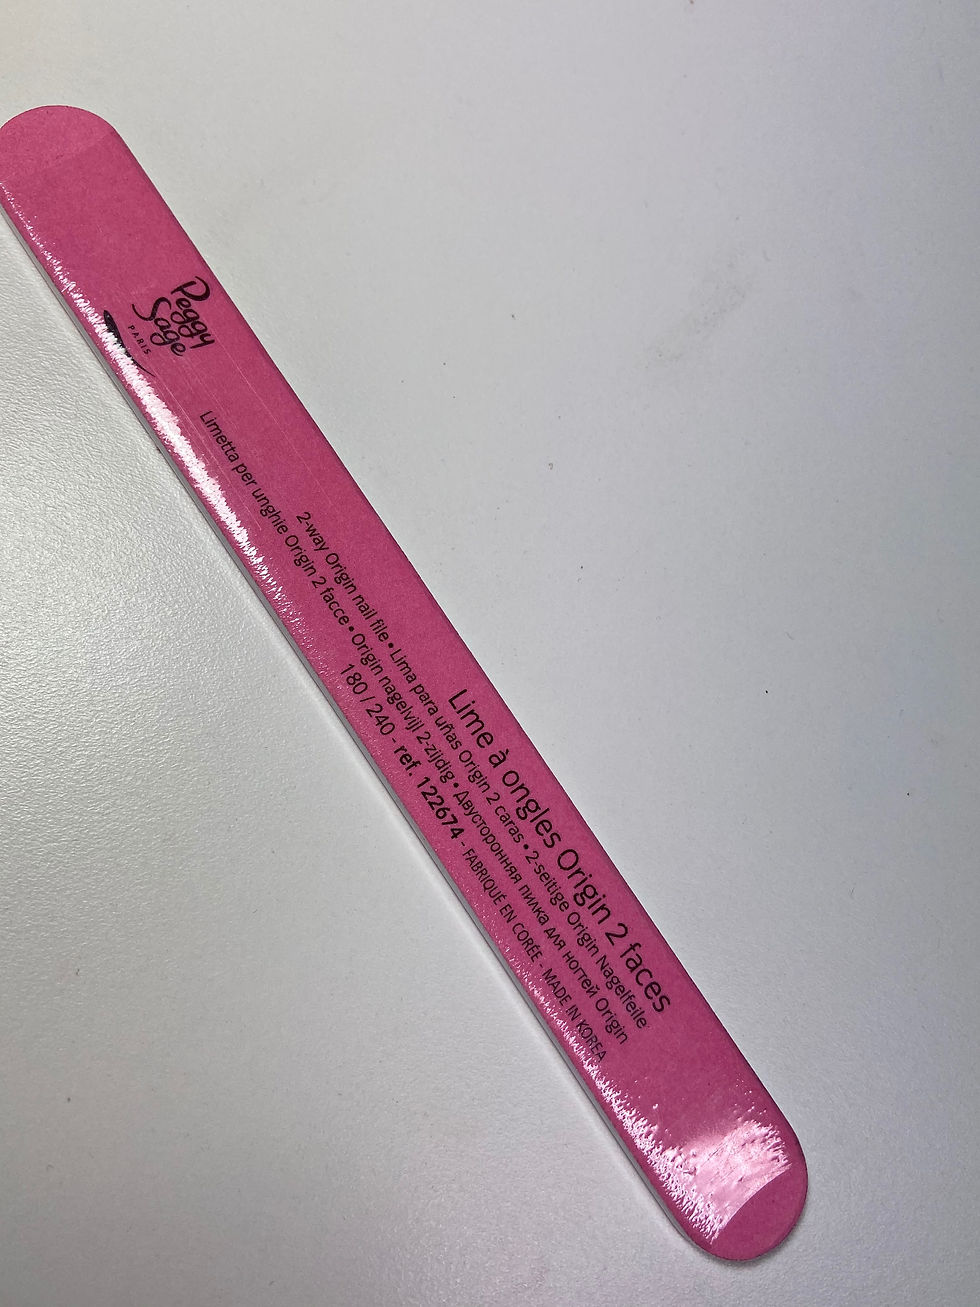 Peggy
Sage
PARIS
Lime à ongles Origin 2 faces
2-way Origin nail file • Lima para uñas Origin 2 caras • 2-seitige Origin Nagelfeile
Limetta per unghie Origin 2 facce • Origin nagelvijl 2-zijdig • Двусторонняя пилка для ногтей Origin
180 / 240 - ref. 122674 - FABRIQUÉ EN CORÉE - MADE IN KOREA